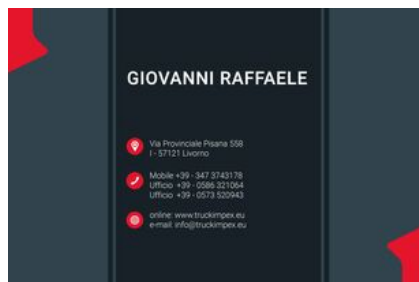 GIOVANNI RAFFAELE
Via Provinciale Pisana 558
I - 57121 Livorno
Mobile +39 - 347 3743178
Ufficio +39 - 0586 321064
Ufficio +39 - 0573 520943
online: www.truckimpex.eu
e-mail: info@truckimpex.eu